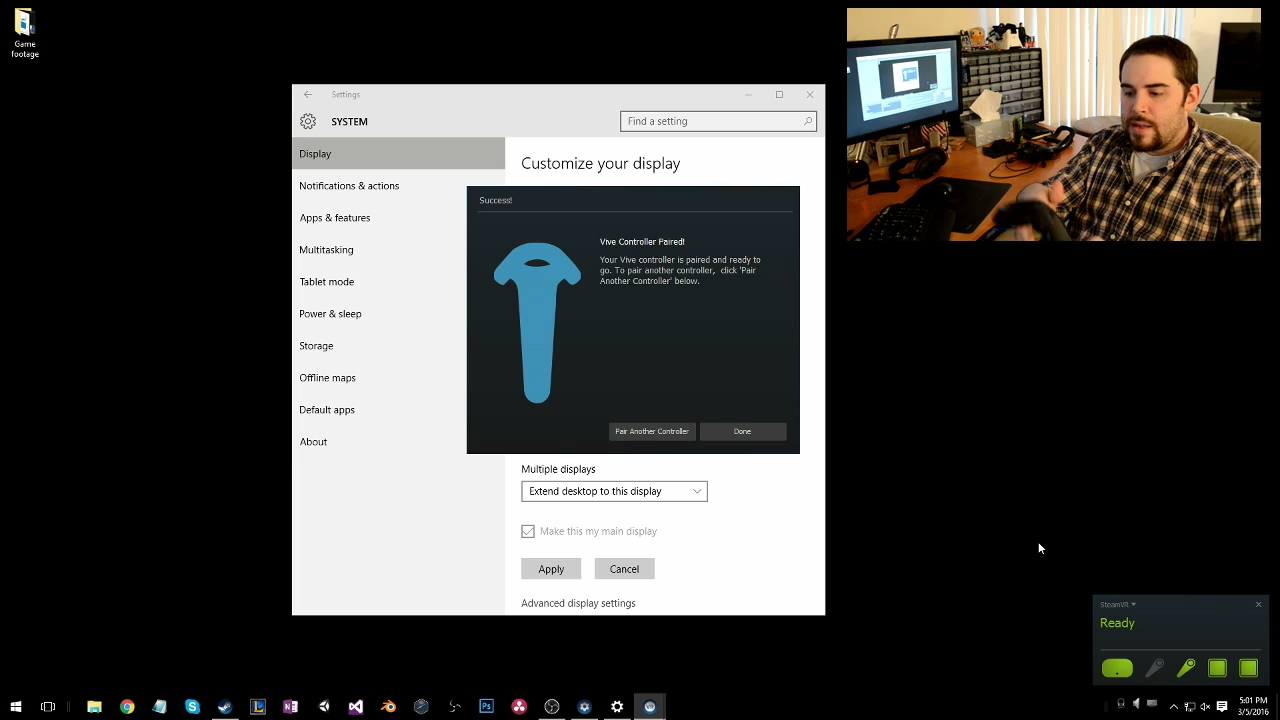 Game
footage
Settings
SYSTEM
Find a setting
Display
Notifications & actions
Apps & features
Multitasking
Tablet mode
Power & sleep
Storage
Offline maps
Default apps
About
Customize your display
Success!
Vive Controller Paired!
Your Vive controller is paired and ready to
go. To pair another controller, click 'Pair
Another Controller' below.
Pair Another Controller
Done
Multiple displays
Extend desktop to this display
Make this my main display
Apply
Cancel
Advanced display settings
SteamVR
Ready
5:01 PM
3/5/2016